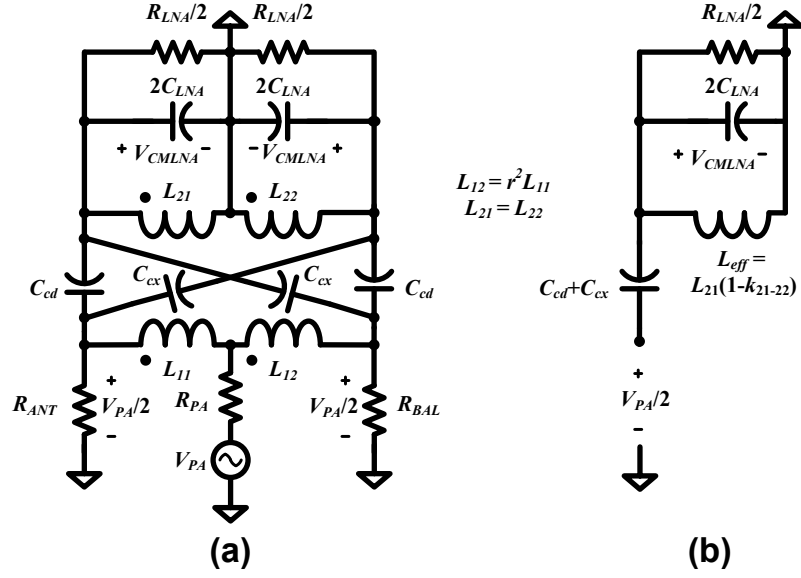 R_LNA/2 R_LNA/2
2C_LNA 2C_LNA
+ V_CMLNA - - V_CMLNA +
L_21 L_22
C_cd C_cx C_cx C_cd
L_11 L_12
R_ANT + V_PA/2 - R_PA + V_PA/2 - R_BAL
V_PA
(a)
L_12 = r^2 L_11
L_21 = L_22
R_LNA/2
2C_LNA
+ V_CMLNA -
L_eff =
L_21(1-k_21-22)
C_cd+C_cx
+
V_PA/2
-
(b)